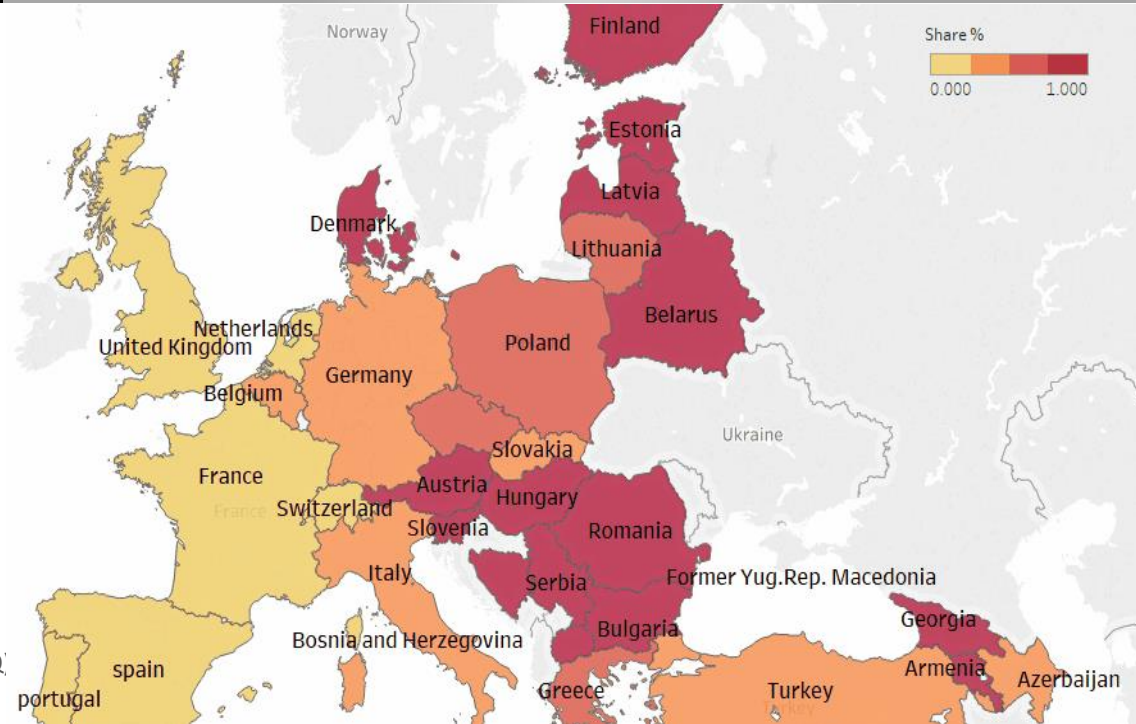 Finland
Norway
Share %
0.000 1.000
Estonia
Latvia
Denmark
Lithuania
Belarus
Netherlands
United Kingdom
Poland
Germany
Belgium
Ukraine
Slovakia
France
Austria
Switzerland
Hungary
France
Slovenia
Romania
Italy
Serbia
Former Yug.Rep. Macedonia
Georgia
Bulgaria
Bosnia and Herzegovina
spain
Armenia
Azerbaijan
portugal
Greece
Turkey
Turkey